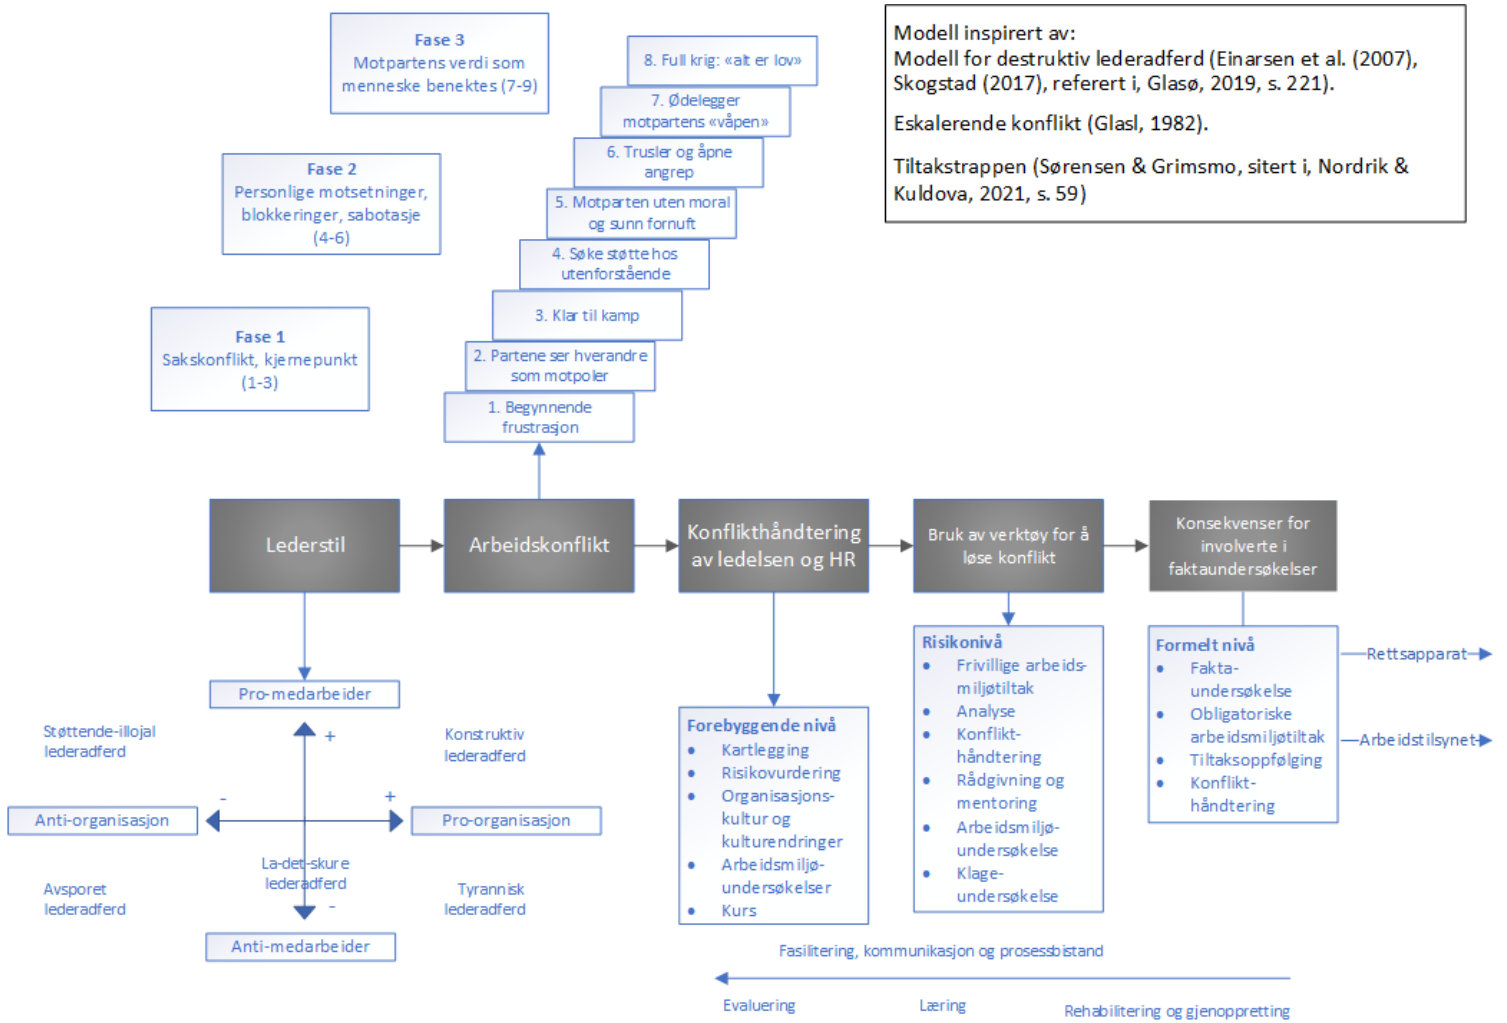 Fase 3
Motpartens verdi som
menneske benektes (7-9)
8. Full krig: «alt er lov»
7. Ødelegger
motpartens «våpen»
6. Trusler og åpne
angrep
5. Motparten uten moral
og sunn fornuft
4. Søke støtte hos
utenforstående
3. Klar til kamp
2. Partene ser hverandre
som motpoler
1. Begynnende
frustrasjon
Fase 2
Personlige motsetninger,
blokkeringer, sabotasje
(4-6)
Fase 1
Sakskonflikt, kjernepunkt
(1-3)
Modell inspirert av:
Modell for destruktiv lederadferd (Einarsen et al. (2007),
Skogstad (2017), referert i, Glasø, 2019, s. 221).
Eskalerende konflikt (Glasl, 1982).
Tiltakstrappen (Sørensen & Grimsmo, sitert i, Nordrik &
Kuldova, 2021, s. 59)
Lederstil
Arbeidskonflikt
Konflikthåndtering
av ledelsen og HR
Bruk av verktøy for å
løse konflikt
Konsekvenser for
involverte i
faktaundersøkelser
Pro-medarbeider
Støttende-illojal
lederadferd
+
Konstruktiv
lederadferd
-
+
Anti-organisasjon
Pro-organisasjon
La-det-skure
lederadferd
Avsporet
lederadferd
-
Tyrannisk
lederadferd
Anti-medarbeider
Forebyggende nivå
• Kartlegging
• Risikovurdering
• Organisasjons-
kultur og
kulturendringer
• Arbeidsmiljø-
undersøkelser
• Kurs
Risikonivå
• Frivillige arbeids-
miljøtiltak
• Analyse
• Konflikt-
håndtering
• Rådgivning og
mentoring
• Arbeidsmiljø-
undersøkelse
• Klage-
undersøkelse
Formelt nivå
• Fakta-
undersøkelse
• Obligatoriske
arbeidsmiljøtiltak
• Tiltaksoppfølging
• Konflikt-
håndtering
Rettsapparat
Arbeidstilsynet
Fasilitering, kommunikasjon og prosessbistand
Evaluering
Læring
Rehabilitering og gjenoppretting